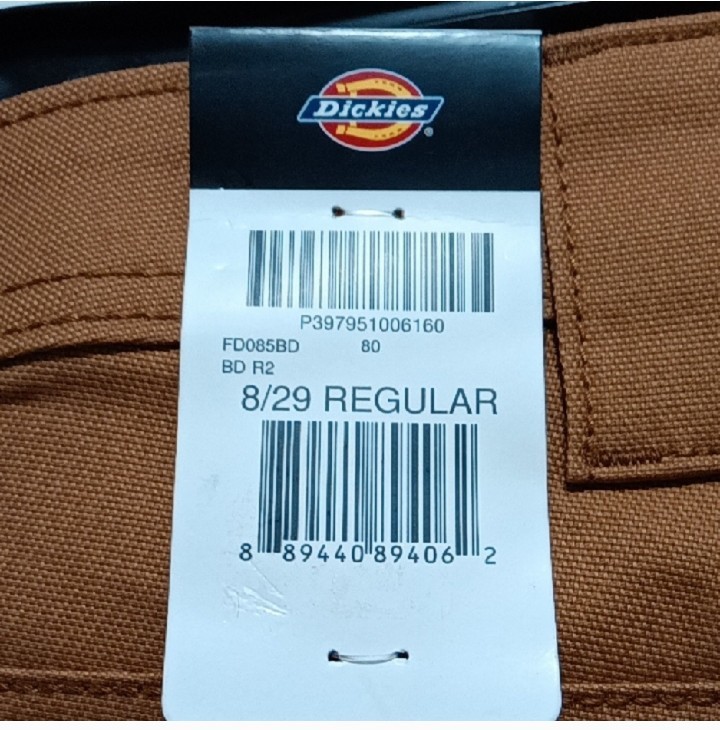 Dickies®
P397951006160
FD085BD 80
BD R2
8/29 REGULAR
8 89440 89406 2